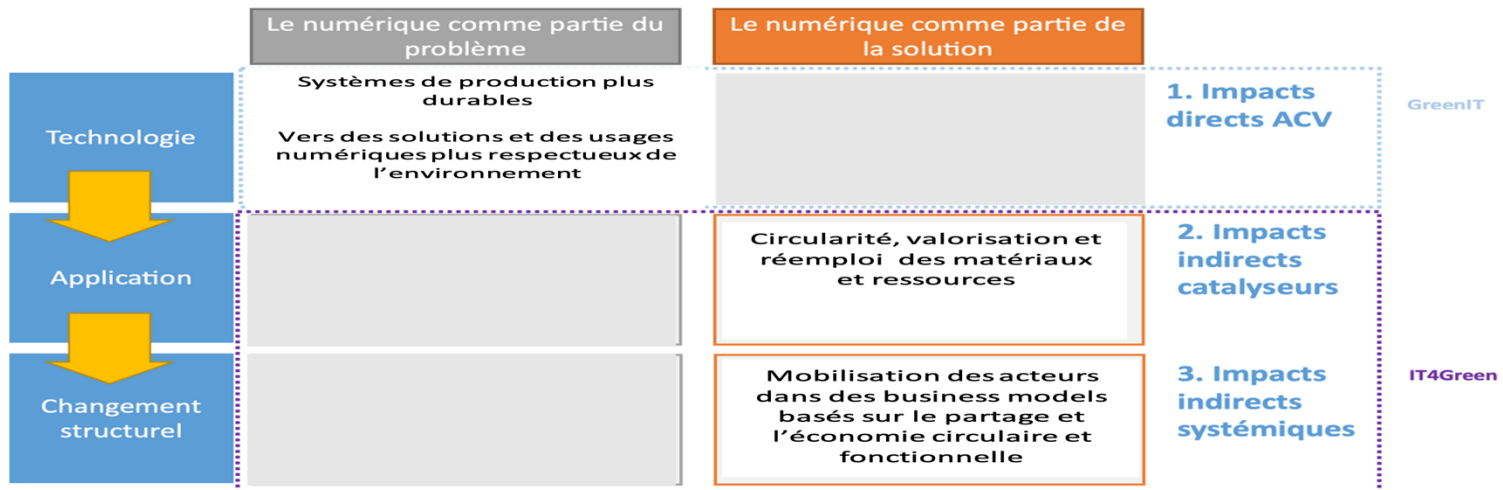 Le numérique comme partie du
problème
Le numérique comme partie de
la solution
Technologie
Systèmes de production plus
durables
Vers des solutions et des usages
numériques plus respectueux de
l’environnement
1. Impacts
directs ACV
GreenIT
Application
Circularité, valorisation et
réemploi des matériaux
et ressources
2. Impacts
indirects
catalyseurs
Changement
structurel
Mobilisation des acteurs
dans des business models
basés sur le partage et
l’économie circulaire et
fonctionnelle
3. Impacts
indirects
systémiques
IT4Green